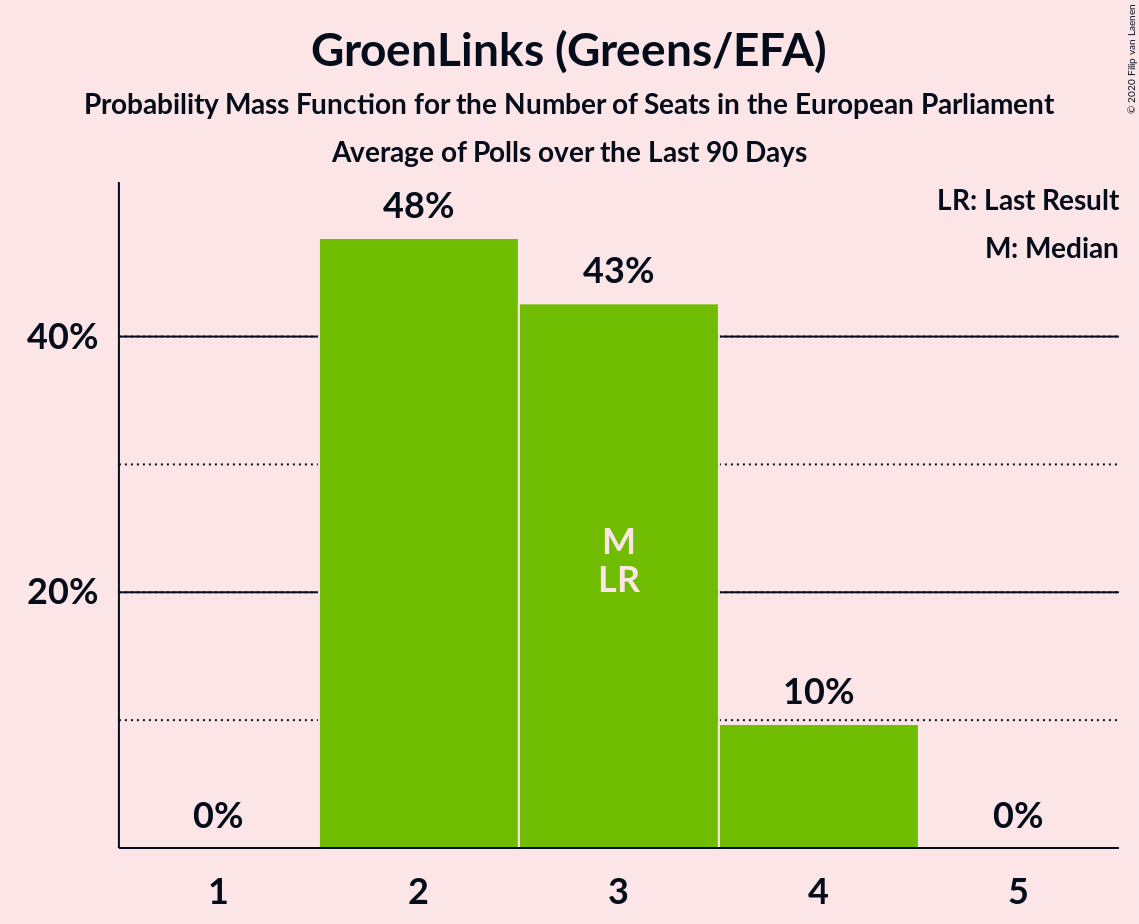 GroenLinks (Greens/EFA)
Probability Mass Function for the Number of Seats in the European Parliament
Average of Polls over the Last 90 Days
© 2020 Filip van Laenen
LR: Last Result
M: Median
48%
43%
40%
M
LR
20%
10%
0%
0%
1
2
3
4
5